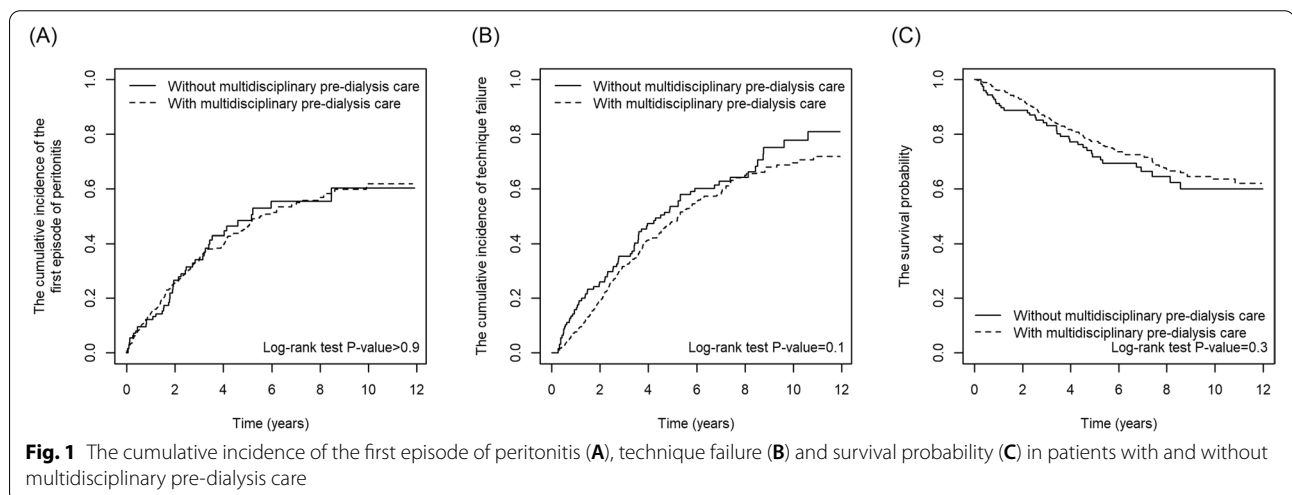 (A)
The cumulative incidence of the
first episode of peritonitis
1.0
0.8
0.6
0.4
0.2
0.0
Without multidisciplinary pre-dialysis care
With multidisciplinary pre-dialysis care
Log-rank test P-value>0.9
0 2 4 6 8 10 12
Time (years)
(B)
The cumulative incidence of technique failure
1.0
0.8
0.6
0.4
0.2
0.0
Without multidisciplinary pre-dialysis care
With multidisciplinary pre-dialysis care
Log-rank test P-value=0.1
0 2 4 6 8 10 12
Time (years)
(C)
The survival probability
1.0
0.8
0.6
0.4
0.2
0.0
Without multidisciplinary pre-dialysis care
With multidisciplinary pre-dialysis care
Log-rank test P-value=0.3
0 2 4 6 8 10 12
Time (years)
Fig. 1 The cumulative incidence of the first episode of peritonitis (A), technique failure (B) and survival probability (C) in patients with and without
multidisciplinary pre-dialysis care